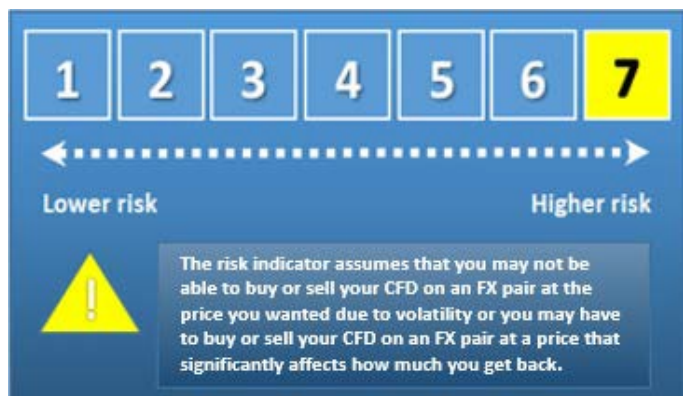 1 2 3 4 5 6 7
Lower risk Higher risk
!
The risk indicator assumes that you may not be
able to buy or sell your CFD on an FX pair at the
price you wanted due to volatility or you may have
to buy or sell your CFD on an FX pair at a price that
significantly affects how much you get back.